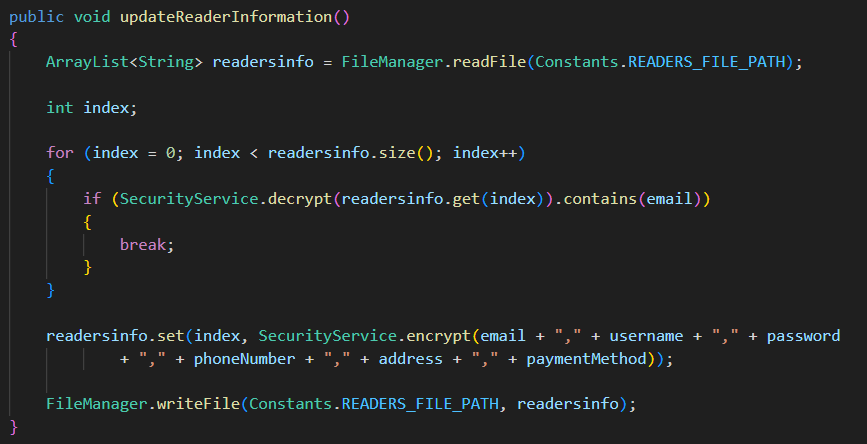 public void updateReaderInformation()
{
    ArrayList<String> readersinfo = FileManager.readFile(Constants.READERS_FILE_PATH);

    int index;

    for (index = 0; index < readersinfo.size(); index++)
    {
        if (SecurityService.decrypt(readersinfo.get(index)).contains(email))
        {
            break;
        }
    }

    readersinfo.set(index, SecurityService.encrypt(email + "," + username + "," + password
            + "," + phoneNumber + "," + address + "," + paymentMethod));

    FileManager.writeFile(Constants.READERS_FILE_PATH, readersinfo);
}